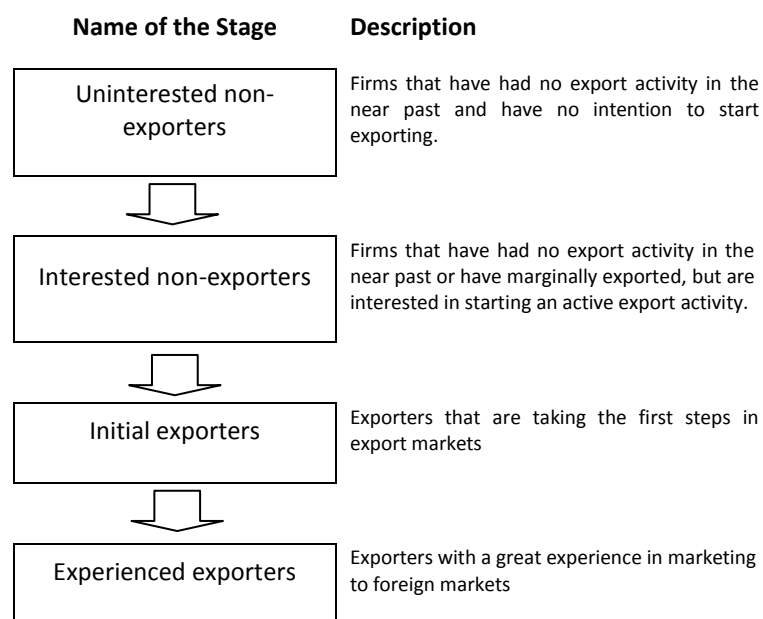 Name of the Stage
Description
Uninterested non-
exporters
Firms that have had no export activity in the
near past and have no intention to start
exporting.
Interested non-exporters
Firms that have had no export activity in the
near past or have marginally exported, but are
interested in starting an active export activity.
Initial exporters
Exporters that are taking the first steps in
export markets
Experienced exporters
Exporters with a great experience in marketing
to foreign markets